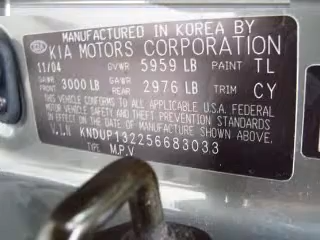 MANUFACTURED IN KOREA BY
KIA MOTORS CORPORATION
11/04 GVWR 5959 LB PAINT TL
GAWR FRONT 3000 LB GAWR REAR 2976 LB TRIM CY
THIS VEHICLE CONFORMS TO ALL APPLICABLE U.S.A. FEDERAL
MOTOR VEHICLE SAFETY AND THEFT PREVENTION STANDARDS
IN EFFECT ON THE DATE OF MANUFACTURE SHOWN ABOVE.
V.I.N KNDUP132256683033
TYPE M.P.V